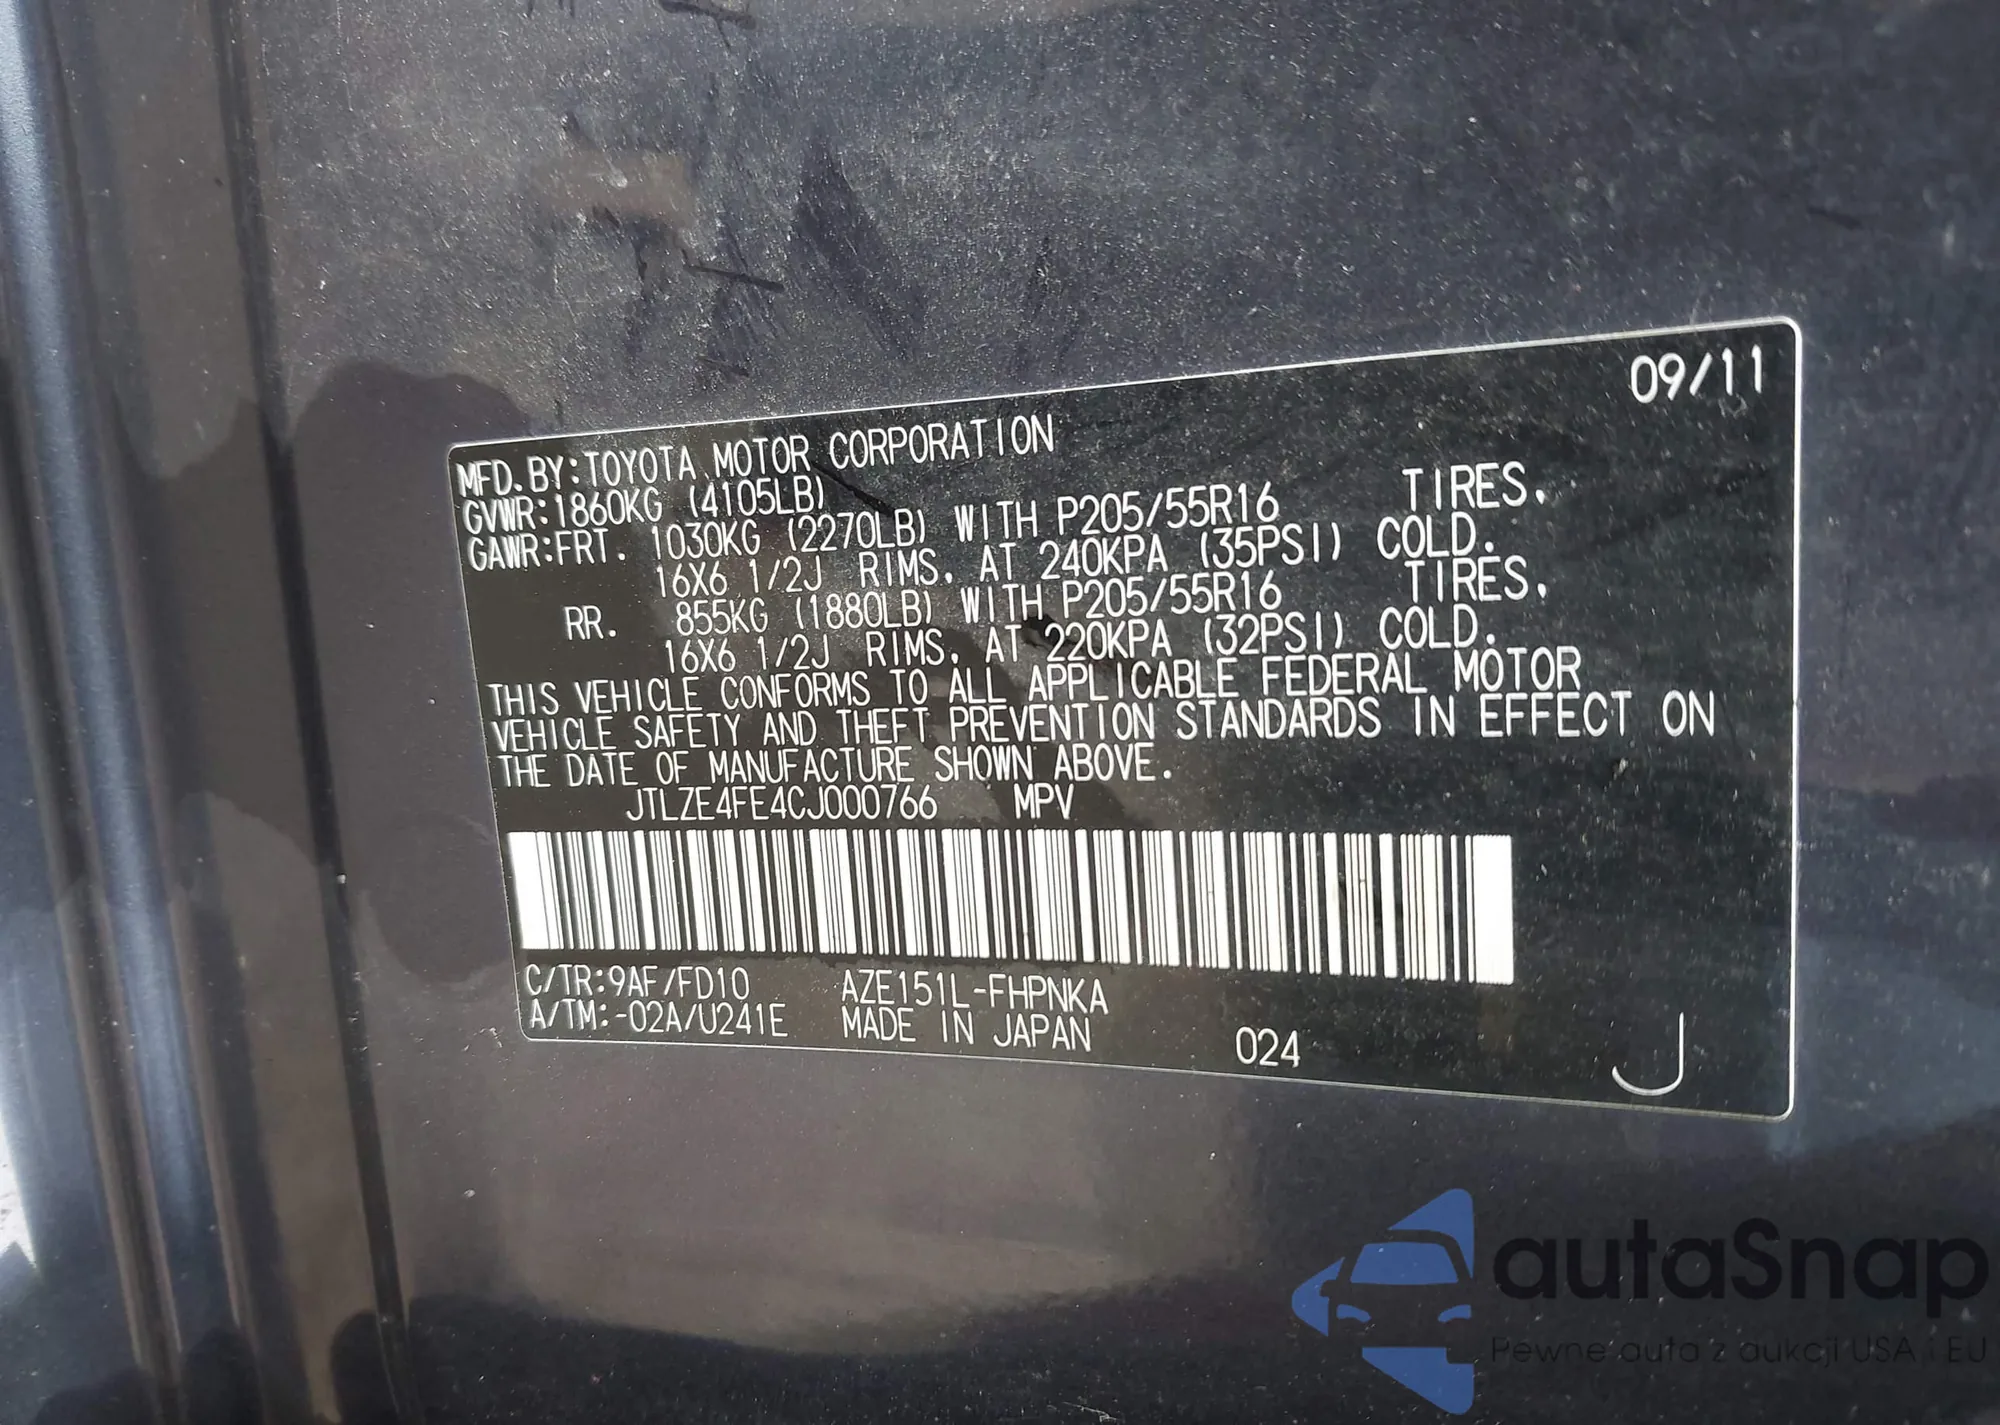 09/11
MFD. BY: TOYOTA MOTOR CORPORATION
GVWR: 1860KG (4105LB)
GAWR: FRT. 1030KG (2270LB) WITH P205/55R16 TIRES.
16X6 1/2J RIMS. AT 240KPA (35PSI) COLD.
RR. 855KG (1880LB) WITH P205/55R16 TIRES.
16X6 1/2J RIMS. AT 220KPA (32PSI) COLD.
THIS VEHICLE CONFORMS TO ALL APPLICABLE FEDERAL MOTOR
VEHICLE SAFETY AND THEFT PREVENTION STANDARDS IN EFFECT ON
THE DATE OF MANUFACTURE SHOWN ABOVE.
JTLZE4FE4CJ000766 MPV
C/TR: 9AF/FD10 AZE151L-FHPNKA
A/TM: -02A/U241E MADE IN JAPAN 024
J
autaSnap
Pewne auta z aukcji USA i EU